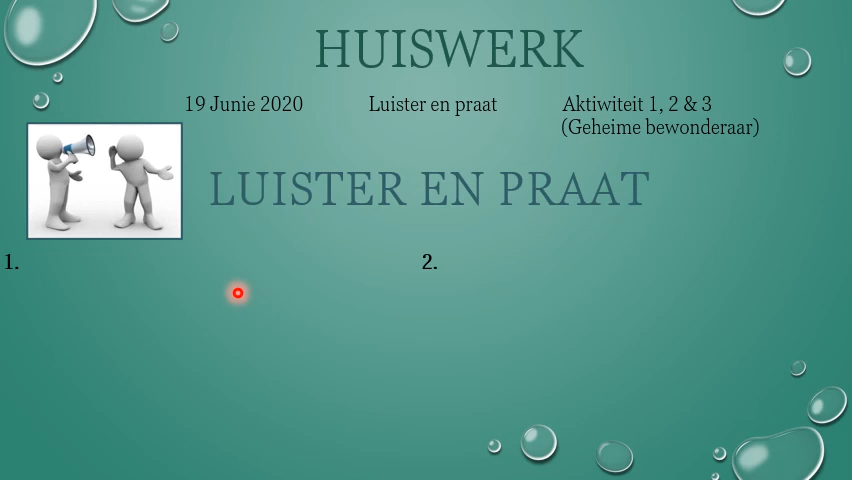 HUISWERK
19 Junie 2020 Luister en praat Aktiwiteit 1, 2 & 3
(Geheime bewonderaar)
LUISTER EN PRAAT
1. 2.